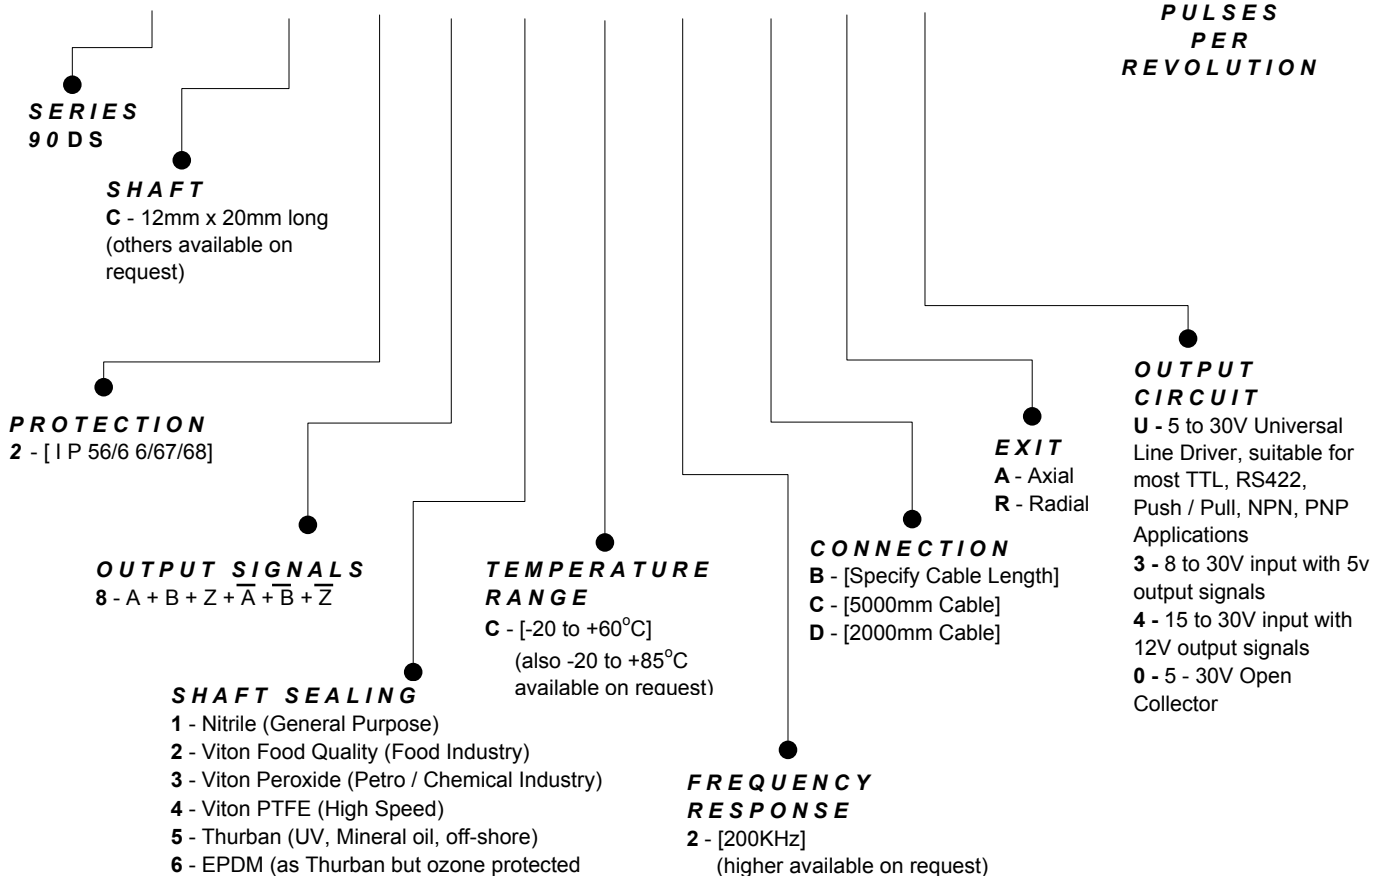 PULSES
PER
REVOLUTION
SERIES
90 DS
SHAFT
C - 12mm x 20mm long
(others available on
request)
PROTECTION
2 - [ I P 56/6 6/67/68]
OUTPUT SIGNALS
8 - A + B + Z + A̅ + B̅ + Z̅
SHAFT SEALING
1 - Nitrile (General Purpose)
2 - Viton Food Quality (Food Industry)
3 - Viton Peroxide (Petro / Chemical Industry)
4 - Viton PTFE (High Speed)
5 - Thurban (UV, Mineral oil, off-shore)
6 - EPDM (as Thurban but ozone protected
TEMPERATURE
RANGE
C - [-20 to +60°C]
(also -20 to +85°C
available on request)
FREQUENCY
RESPONSE
2 - [200KHz]
(higher available on request)
CONNECTION
B - [Specify Cable Length]
C - [5000mm Cable]
D - [2000mm Cable]
EXIT
A - Axial
R - Radial
OUTPUT
CIRCUIT
U - 5 to 30V Universal
Line Driver, suitable for
most TTL, RS422,
Push / Pull, NPN, PNP
Applications
3 - 8 to 30V input with 5v
output signals
4 - 15 to 30V input with
12V output signals
0 - 5 - 30V Open
Collector